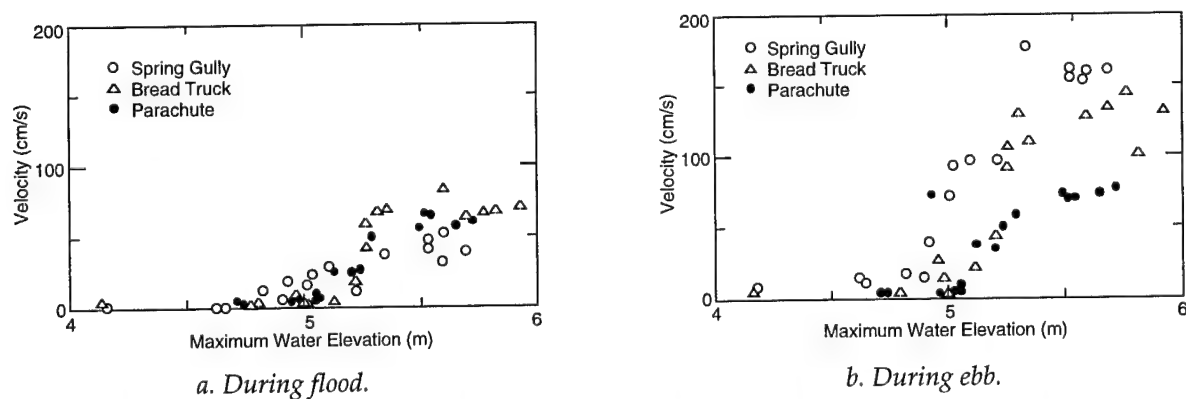 200
100
0
Velocity (cm/s)
Spring Gully
Bread Truck
Parachute
4
5
6
Maximum Water Elevation (m)
a. During flood.
200
100
0
Velocity (cm/s)
Spring Gully
Bread Truck
Parachute
4
5
6
Maximum Water Elevation (m)
b. During ebb.